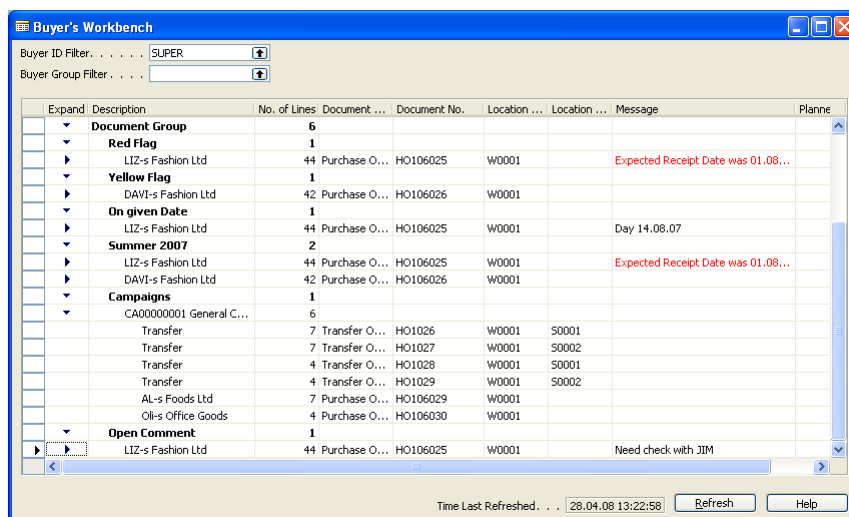 Buyer's Workbench
Buyer ID Filter. . . . . . SUPER
Buyer Group Filter . . . .
Expand Description No. of Lines Document ... Document No. Location ... Location ... Message Planne
Document Group 6
Red Flag 1
LIZ-s Fashion Ltd 44 Purchase O... HO106025 W0001 Expected Receipt Date was 01.08...
Yellow Flag 1
DAVI-s Fashion Ltd 42 Purchase O... HO106026 W0001
On given Date 1
LIZ-s Fashion Ltd 44 Purchase O... HO106025 W0001 Day 14.08.07
Summer 2007 2
LIZ-s Fashion Ltd 44 Purchase O... HO106025 W0001 Expected Receipt Date was 01.08...
DAVI-s Fashion Ltd 42 Purchase O... HO106026 W0001
Campaigns 1
CA00000001 General C... 6
Transfer 7 Transfer O... HO1026 W0001 S0001
Transfer 7 Transfer O... HO1027 W0001 S0002
Transfer 4 Transfer O... HO1028 W0001 S0001
Transfer 4 Transfer O... HO1029 W0001 S0002
AL-s Foods Ltd 7 Purchase O... HO106029 W0001
Oli-s Office Goods 4 Purchase O... HO106030 W0001
Open Comment 1
LIZ-s Fashion Ltd 44 Purchase O... HO106025 W0001 Need check with JIM
Time Last Refreshed. . . 28.04.08 13:22:58 Refresh Help